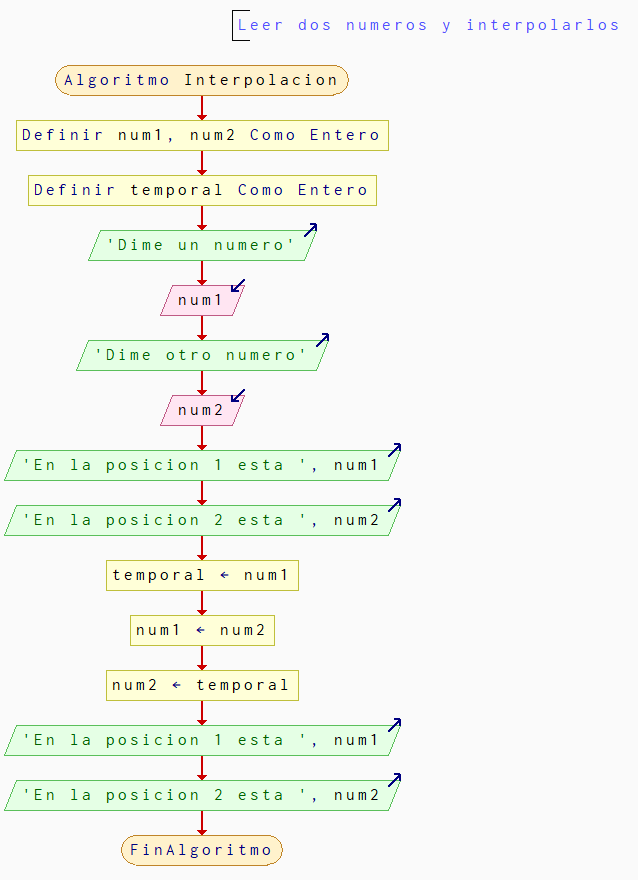 Leer dos numeros y interpolarlos
Algoritmo Interpolacion
Definir num1, num2 Como Entero
Definir temporal Como Entero
'Dime un numero'
num1
'Dime otro numero'
num2
'En la posicion 1 esta ', num1
'En la posicion 2 esta ', num2
temporal ← num1
num1 ← num2
num2 ← temporal
'En la posicion 1 esta ', num1
'En la posicion 2 esta ', num2
FinAlgoritmo